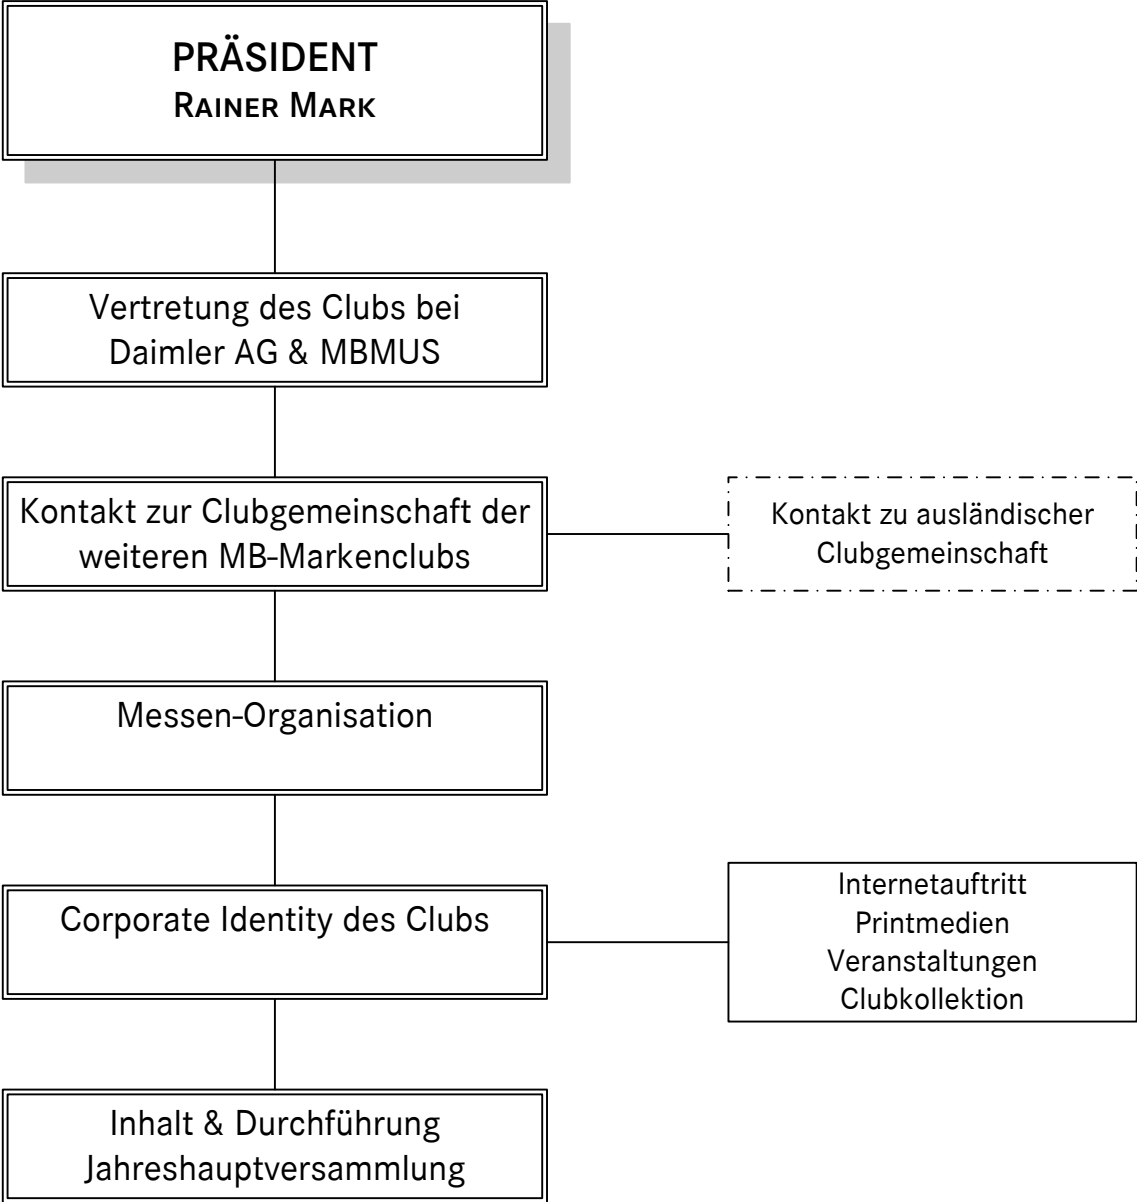 PRÄSIDENT
RAINER MARK
Vertretung des Clubs bei
Daimler AG & MBMUS
Kontakt zur Clubgemeinschaft der
weiteren MB-Markenclubs
Kontakt zu ausländischer
Clubgemeinschaft
Messen-Organisation
Corporate Identity des Clubs
Internetauftritt
Printmedien
Veranstaltungen
Clubkollektion
Inhalt & Durchführung
Jahreshauptversammlung